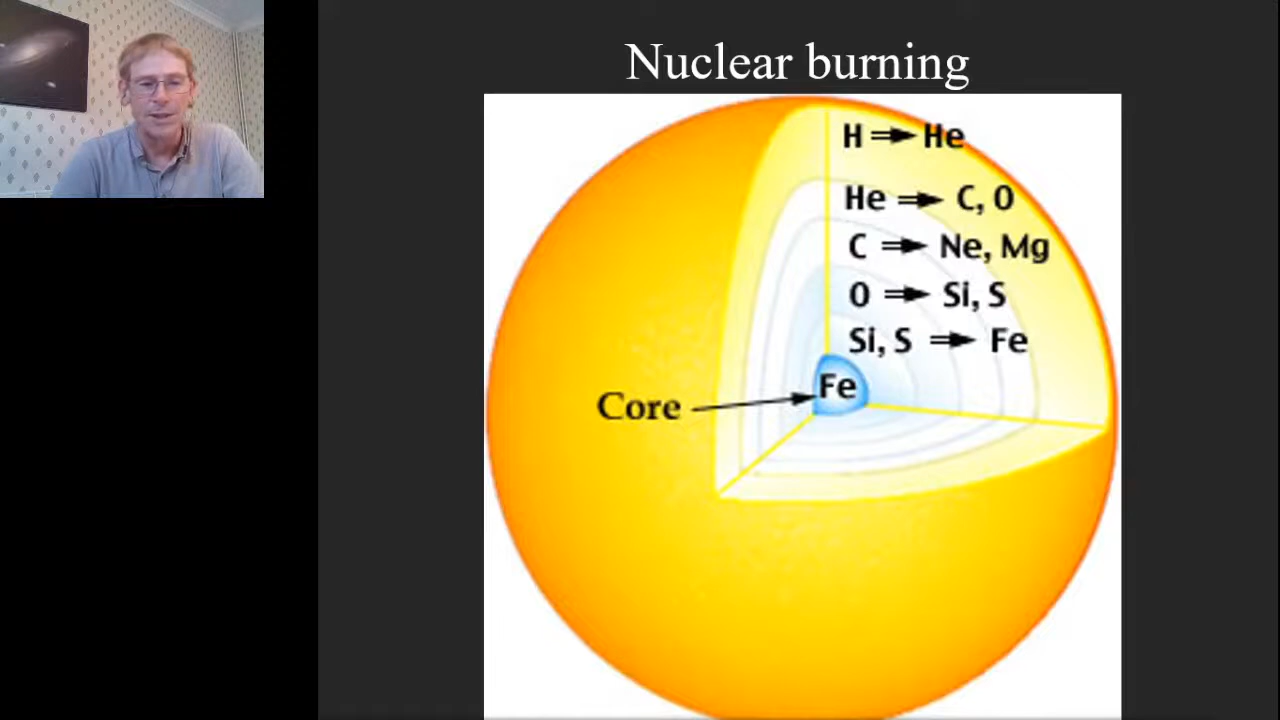 Nuclear burning
H ⇒ He
He ⇒ C, O
C ⇒ Ne, Mg
O ⇒ Si, S
Si, S ⇒ Fe
Fe
Core